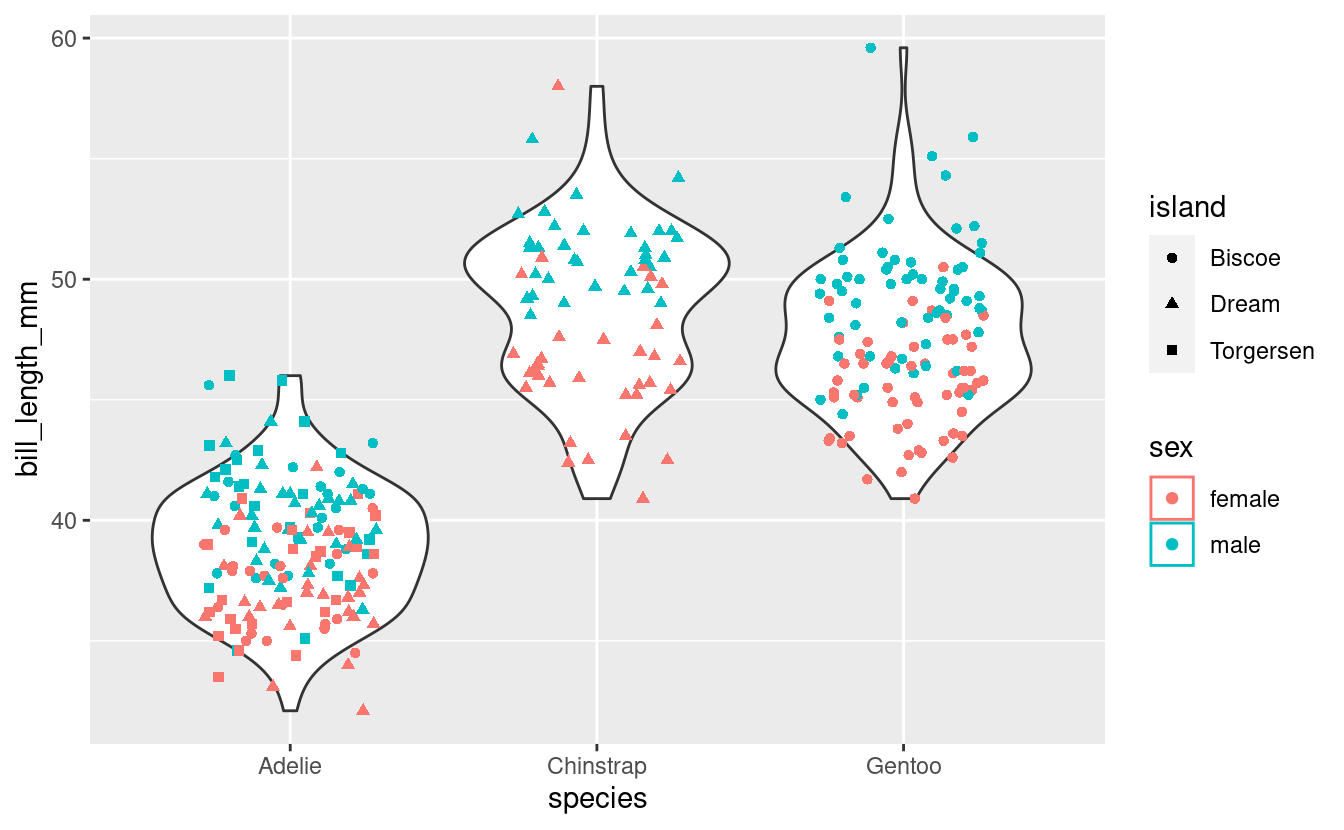 60
50
40
bill_length_mm
Adelie
Chinstrap
Gentoo
species
island
Biscoe
Dream
Torgersen
sex
female
male